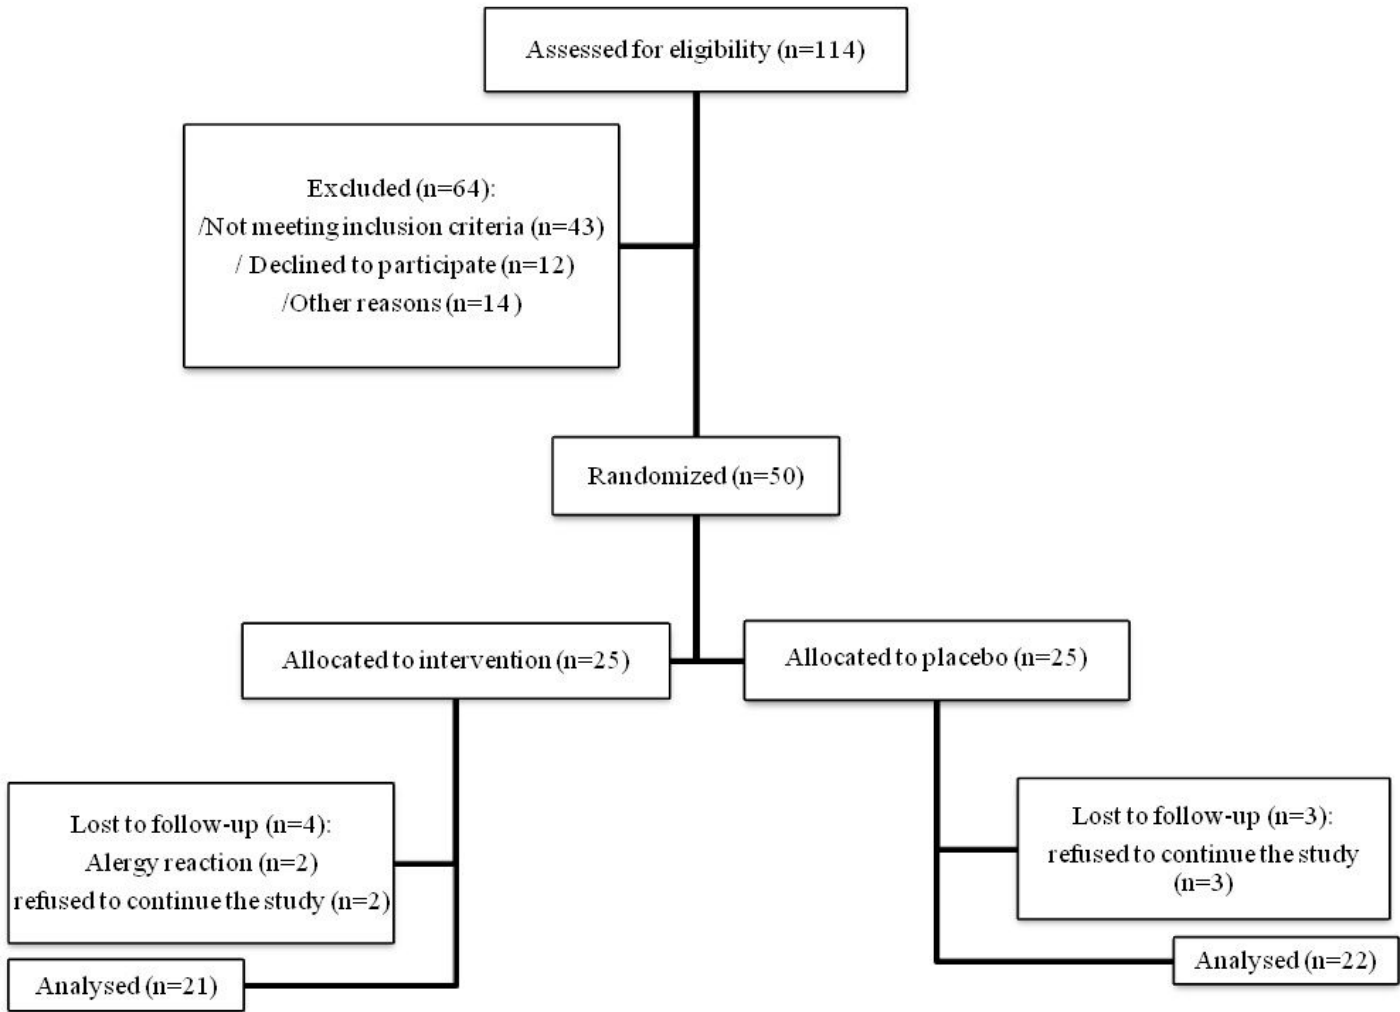 Assessed for eligibility (n=114)
Excluded (n=64):
/Not meeting inclusion criteria (n=43)
/ Declined to participate (n=12)
/Other reasons (n=14 )
Randomized (n=50)
Allocated to intervention (n=25)
Allocated to placebo (n=25)
Lost to follow-up (n=4):
Alergy reaction (n=2)
refused to continue the study (n=2)
Lost to follow-up (n=3):
refused to continue the study
(n=3)
Analysed (n=21)
Analysed (n=22)